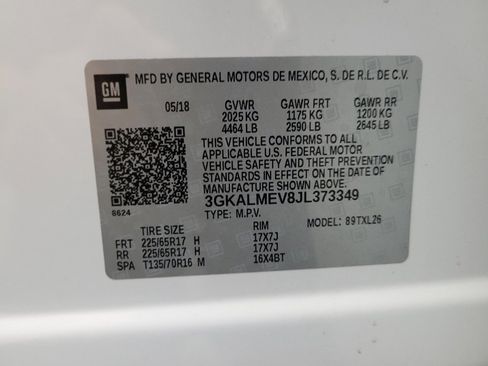 GM
MFD BY GENERAL MOTORS DE MEXICO, S. DE R.L. DE C.V.
05/18 GVWR GAWR FRT GAWR RR
2025 KG 1175 KG 1200 KG
4464 LB 2590 LB 2645 LB
THIS VEHICLE CONFORMS TO ALL
APPLICABLE U.S. FEDERAL MOTOR
VEHICLE SAFETY AND THEFT PREVENTION
STANDARDS IN EFFECT ON THE DATE OF
MANUFACTURE SHOWN ABOVE.
3GKALMEV8JL373349
8624 TYPE: M.P.V. MODEL: 89TXL26
TIRE SIZE RIM
FRT 225/65R17 H 17X7J
RR 225/65R17 H 17X7J
SPA T135/70R16 M 16X4BT